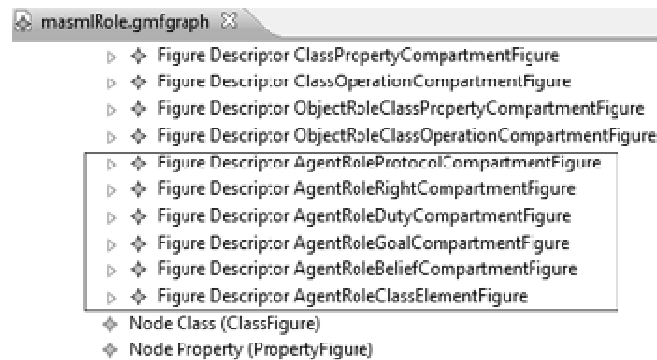 masmlRole.gmfgraph
Figure Descriptor ClassPropertyCompartmentFigure
Figure Descriptor ClassOperationCompartmentFigure
Figure Descriptor ObjectRoleClassPropertyCompartmentFigure
Figure Descriptor ObjectRoleClassOperationCompartmentFigure
Figure Descriptor AgentRoleProtocolCompartmentFigure
Figure Descriptor AgentRoleRightCompartmentFigure
Figure Descriptor AgentRoleDutyCompartmentFigure
Figure Descriptor AgentRoleGoalCompartmentFigure
Figure Descriptor AgentRoleBeliefCompartmentFigure
Figure Descriptor AgentRoleClassElementFigure
Node Class (ClassFigure)
Node Property (PropertyFigure)